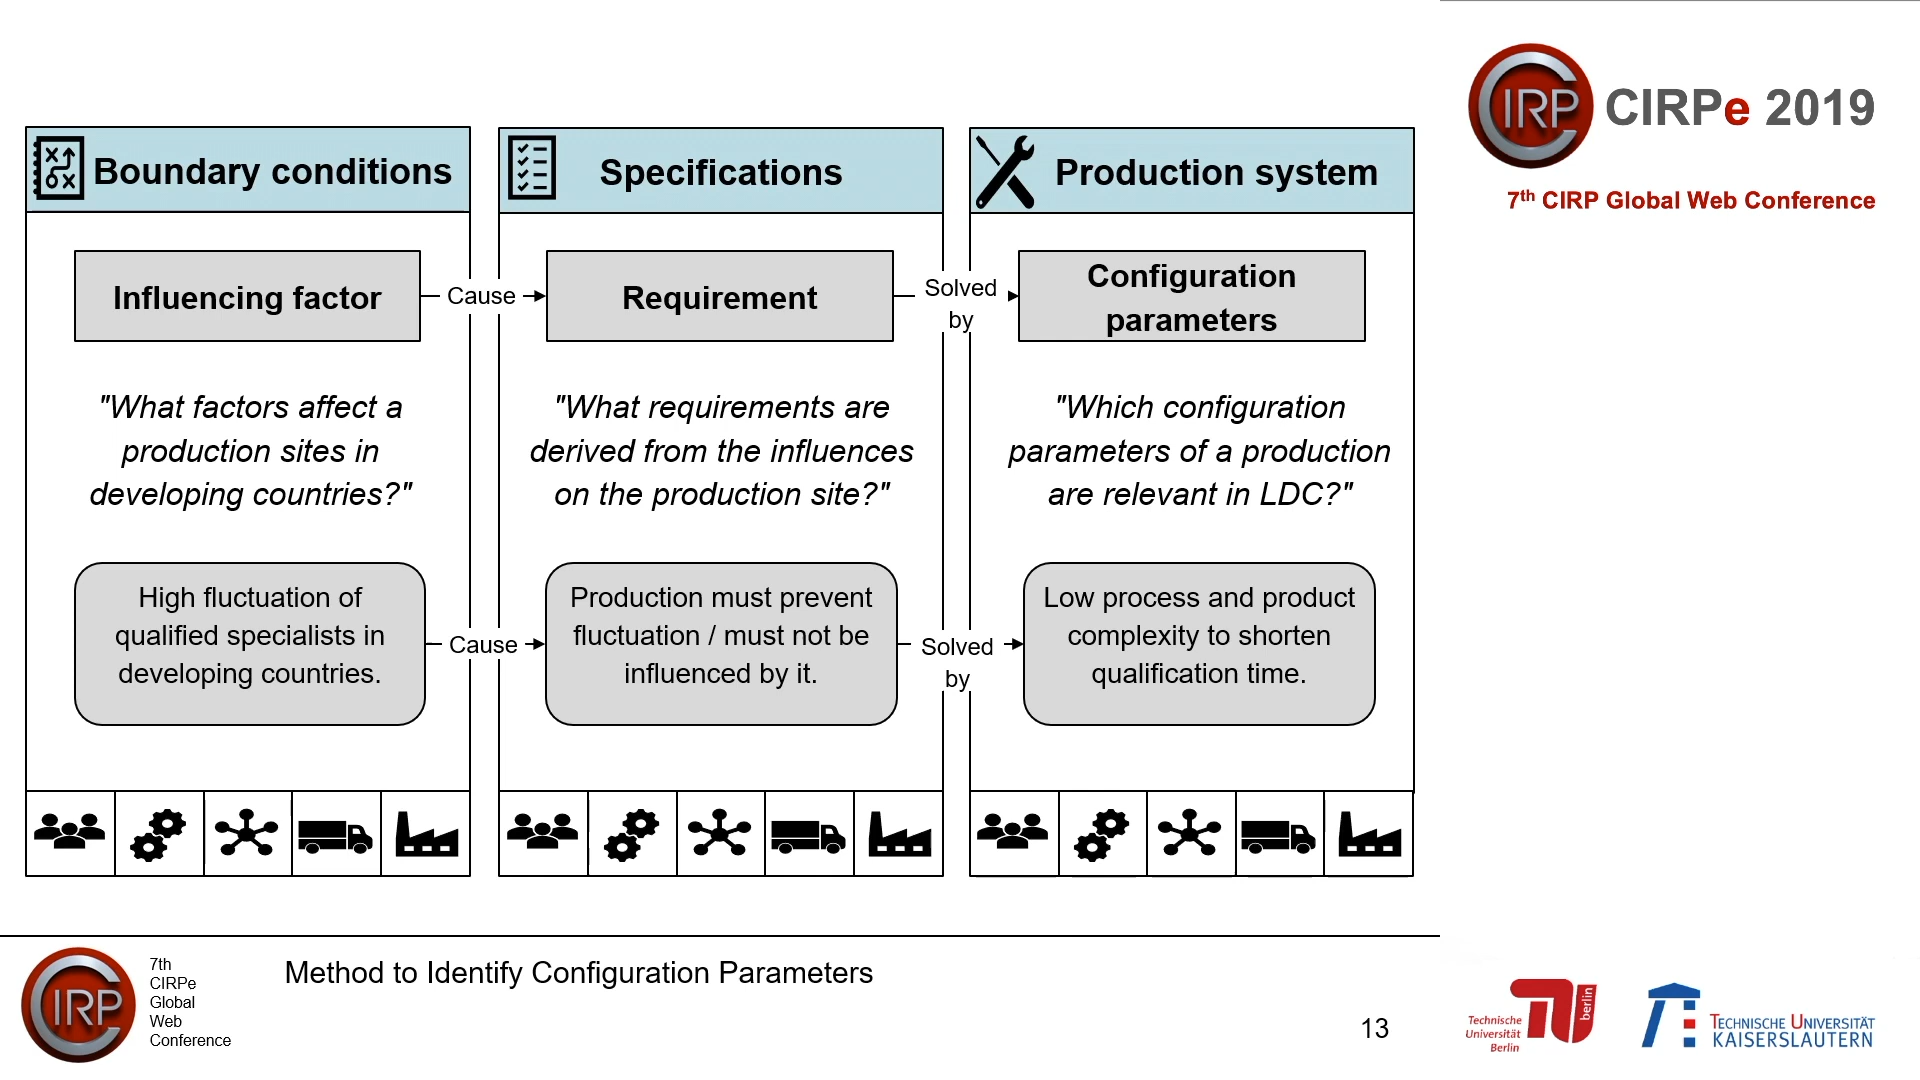 Boundary conditions
Influencing factor
"What factors affect a
production sites in
developing countries?"
High fluctuation of
qualified specialists in
developing countries.
Cause
Cause
Specifications
Requirement
"What requirements are
derived from the influences
on the production site?"
Production must prevent
fluctuation / must not be
influenced by it.
Solved
by
Solved
by
Production system
Configuration
parameters
"Which configuration
parameters of a production
are relevant in LDC?"
Low process and product
complexity to shorten
qualification time.
CIRP CIRPe 2019
7th CIRP Global Web Conference
CIRP
7th
CIRPe
Global
Web
Conference
Method to Identify Configuration Parameters
13
Technische
Universität
Berlin
berlin
TECHNISCHE UNIVERSITÄT
KAISERSLAUTERN